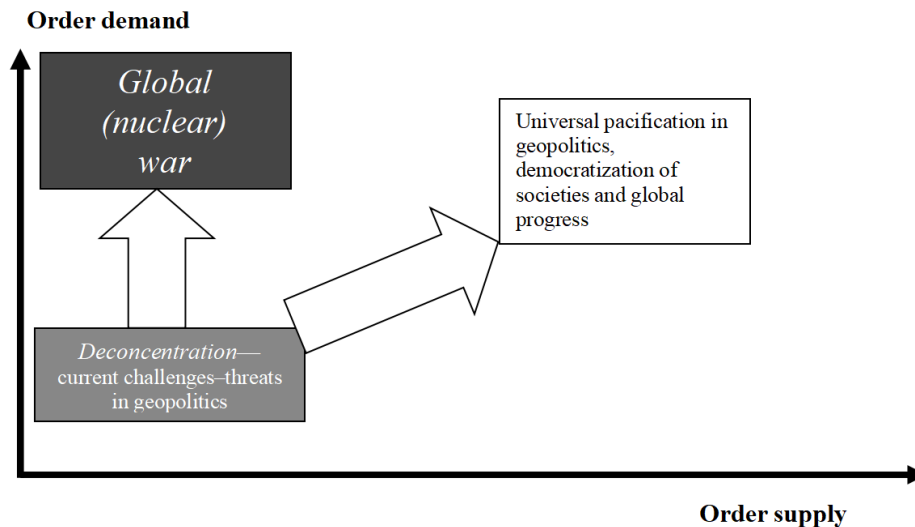 Order demand
Global
(nuclear)
war
Universal pacification in
geopolitics,
democratization of
societies and global
progress
Deconcentration—
current challenges–threats
in geopolitics
Order supply